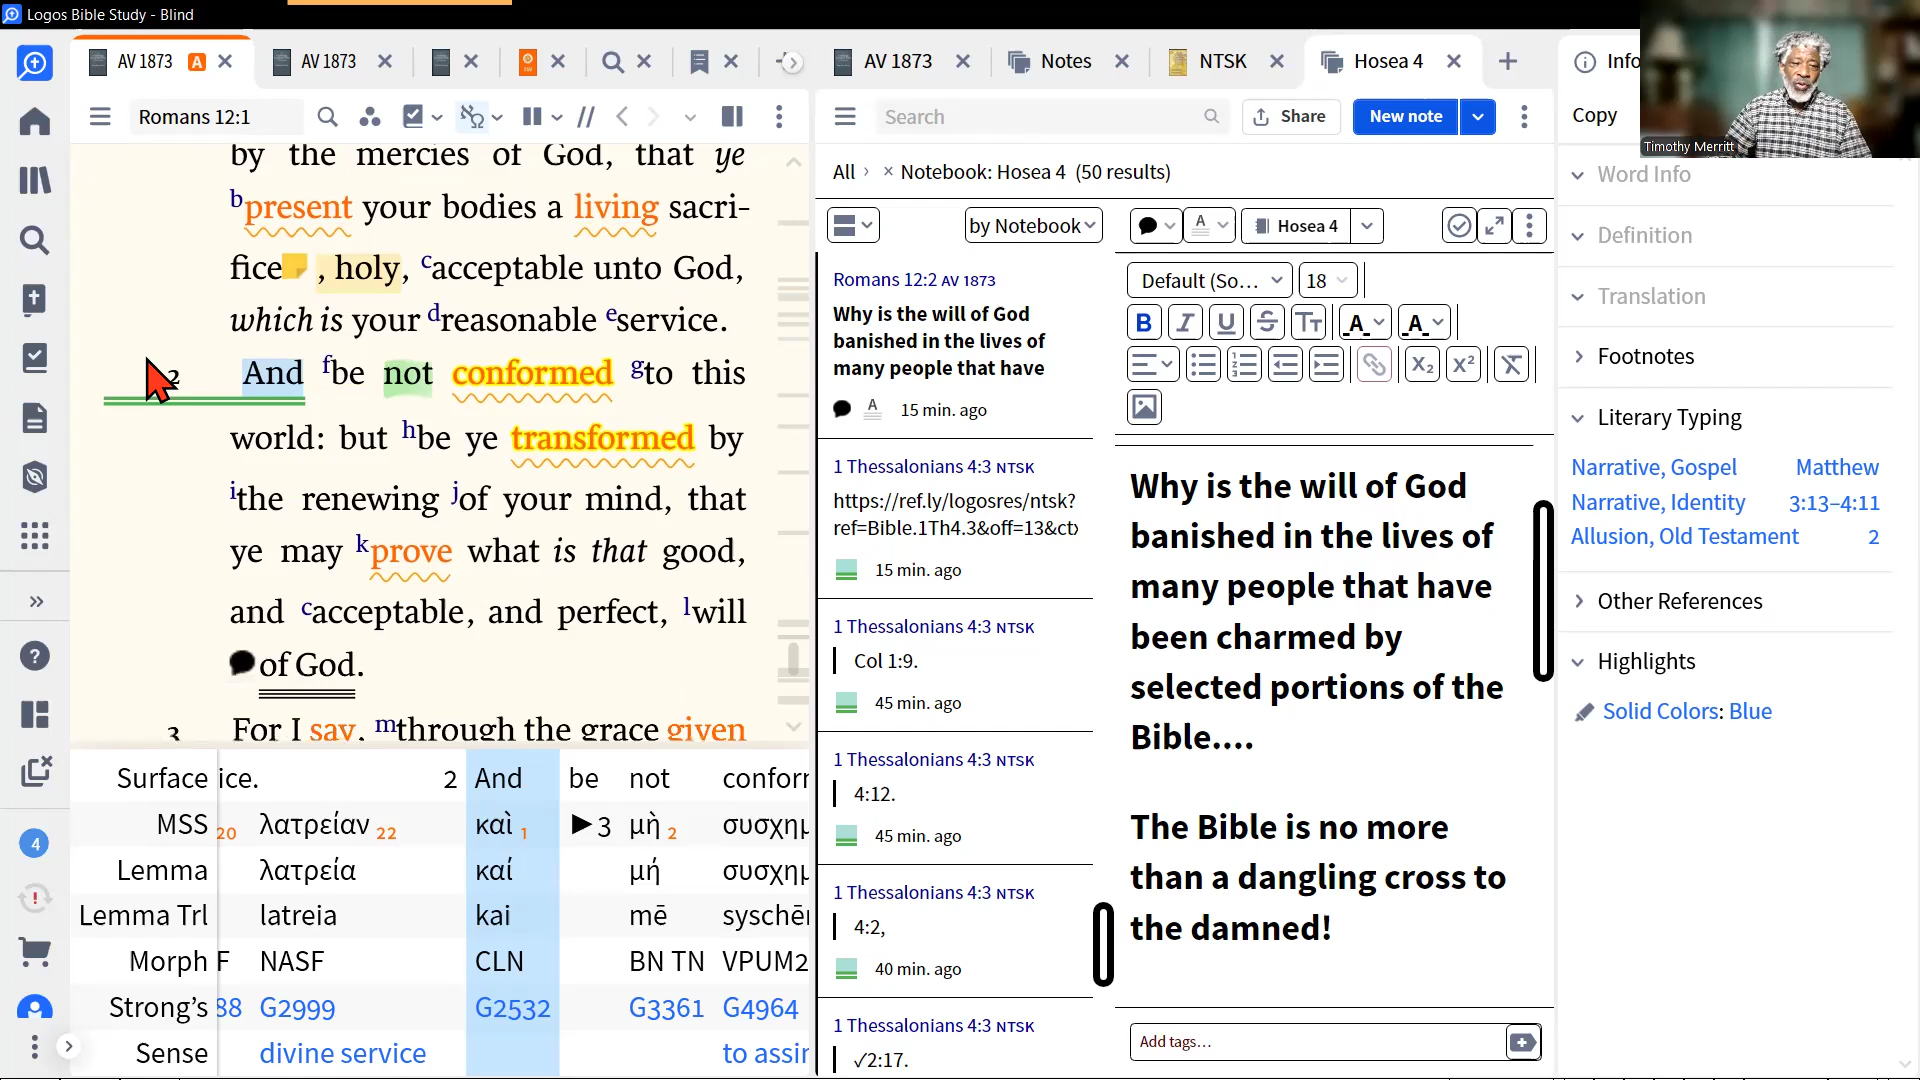 Logos Bible Study - Blind
AV 1873 A
AV 1873
AV 1873
Notes
NTSK
Hosea 4
Info
Romans 12:1
Search
Share
New note
Copy
Timothy Merritt
by the mercies of God, that ye
b present your bodies a living sacri-
fice, holy, c acceptable unto God,
which is your d reasonable e service.
2 And f be not conformed g to this
world: but h be ye transformed by
i the renewing j of your mind, that
ye may k prove what is that good,
and c acceptable, and perfect, l will
of God.
3 For I say, m through the grace given
Surface ice. 2 And be not
MSS 20 λατρείαν 22 καὶ 1 ▶3 μὴ 2
Lemma λατρεία καί μή
Lemma Trl latreia kai mē
Morph F NASF CLN BN TN VPUM2
Strong's 88 G2999 G2532 G3361 G4964
Sense divine service
4
All › × Notebook: Hosea 4 (50 results)
by Notebook
Hosea 4
Romans 12:2 AV 1873
Why is the will of God
banished in the lives of
many people that have
15 min. ago
1 Thessalonians 4:3 NTSK
https://ref.ly/logosres/ntsk?
ref=Bible.1Th4.3&off=13&ctx
15 min. ago
1 Thessalonians 4:3 NTSK
Col 1:9.
45 min. ago
1 Thessalonians 4:3 NTSK
4:12.
45 min. ago
1 Thessalonians 4:3 NTSK
4:2,
40 min. ago
1 Thessalonians 4:3 NTSK
✓2:17.
Default (So... 18
Why is the will of God
banished in the lives of
many people that have
been charmed by
selected portions of the
Bible....
The Bible is no more
than a dangling cross to
the damned!
Add tags...
Word Info
Definition
Translation
Footnotes
Literary Typing
Narrative, Gospel Matthew
Narrative, Identity 3:13–4:11
Allusion, Old Testament 2
Other References
Highlights
Solid Colors: Blue